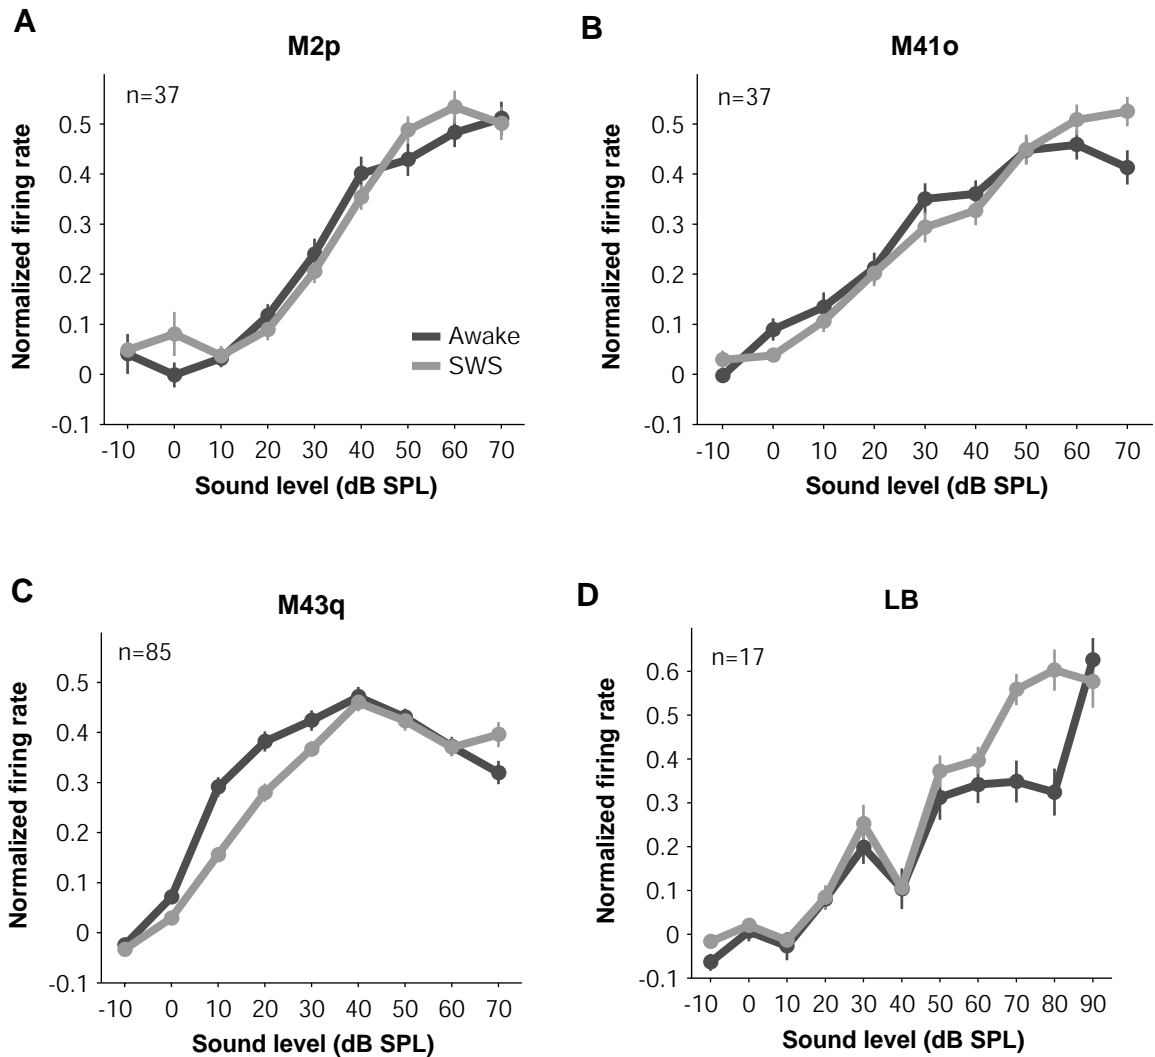 A
M2p
n=37
Normalized firing rate
0.5
0.4
0.3
0.2
0.1
0
-0.1
Awake
SWS
-10 0 10 20 30 40 50 60 70
Sound level (dB SPL)
B
M41o
n=37
Normalized firing rate
0.5
0.4
0.3
0.2
0.1
0
-0.1
-10 0 10 20 30 40 50 60 70
Sound level (dB SPL)
C
M43q
n=85
Normalized firing rate
0.5
0.4
0.3
0.2
0.1
0
-0.1
-10 0 10 20 30 40 50 60 70
Sound level (dB SPL)
D
LB
n=17
Normalized firing rate
0.6
0.5
0.4
0.3
0.2
0.1
0
-0.1
-10 0 10 20 30 40 50 60 70 80 90
Sound level (dB SPL)